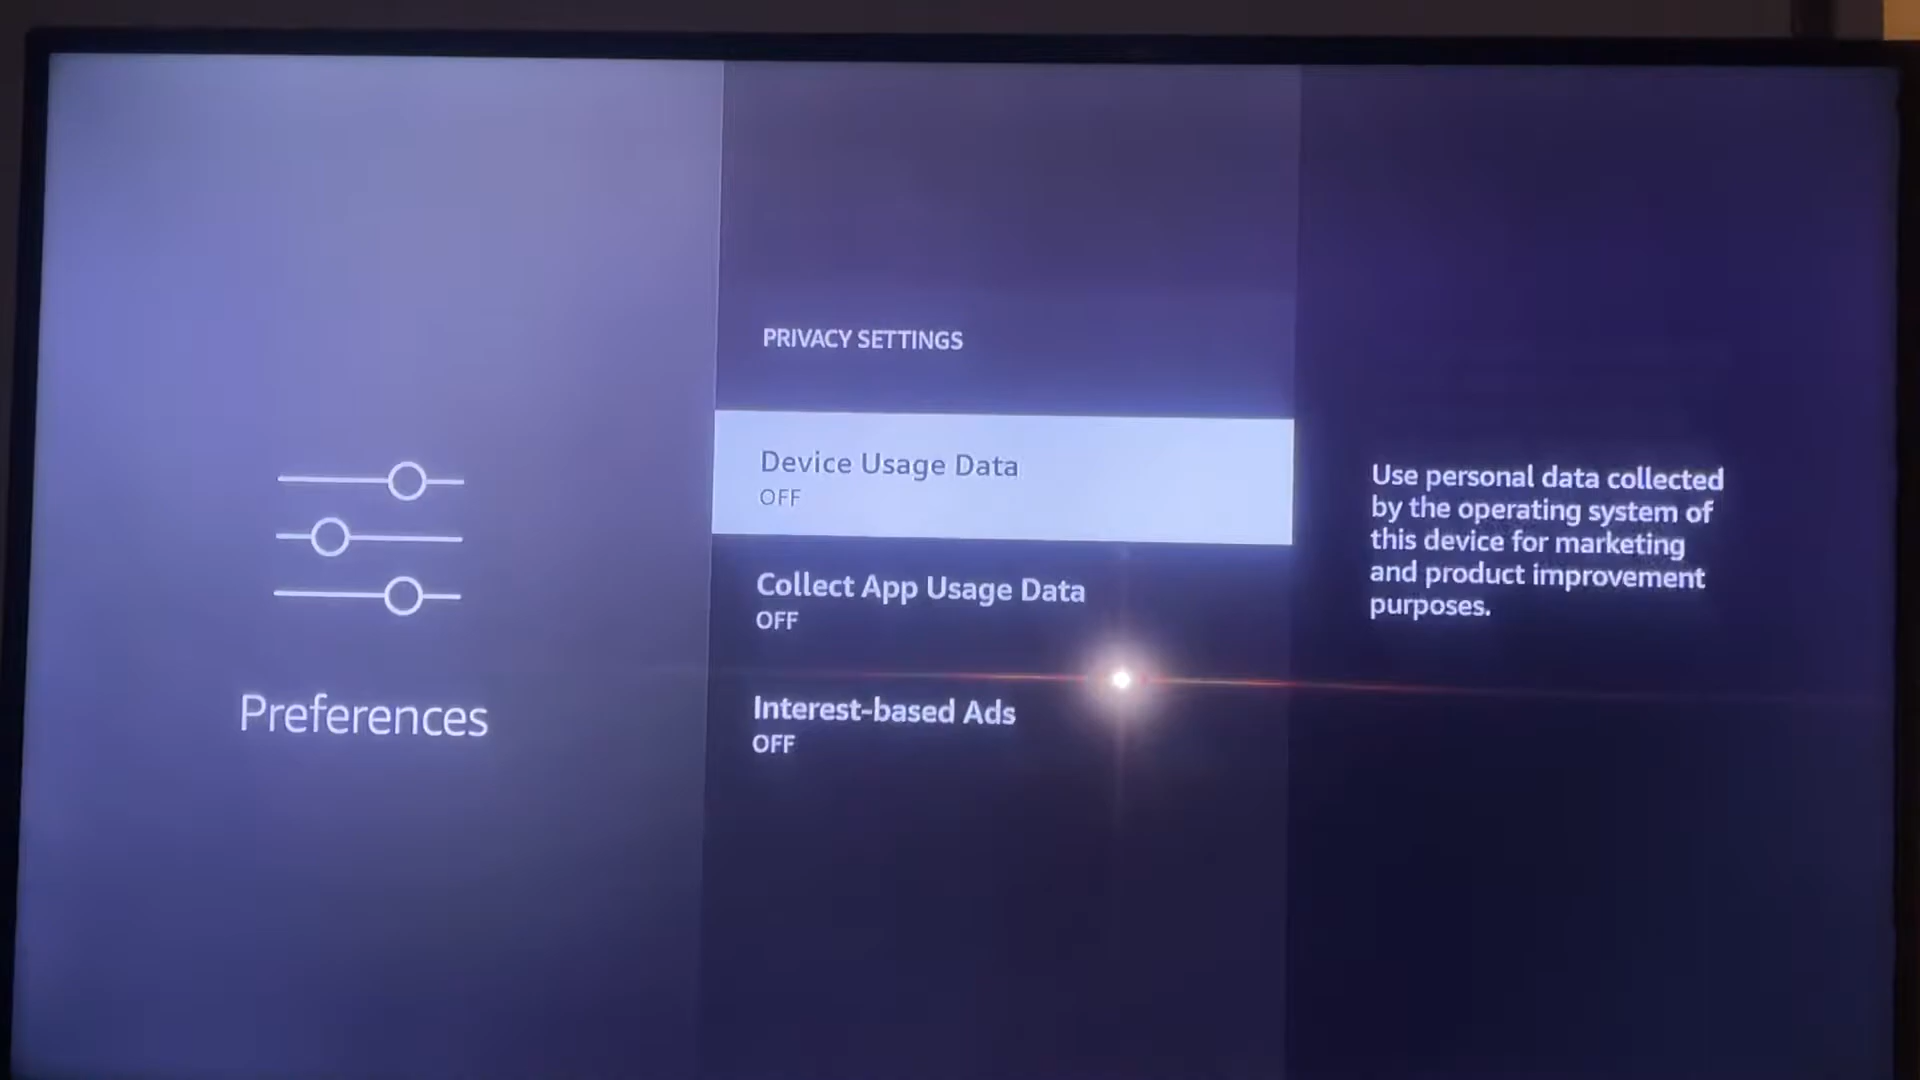 Preferences
PRIVACY SETTINGS
Device Usage Data
OFF
Collect App Usage Data
OFF
Interest-based Ads
OFF
Use personal data collected
by the operating system of
this device for marketing
and product improvement
purposes.